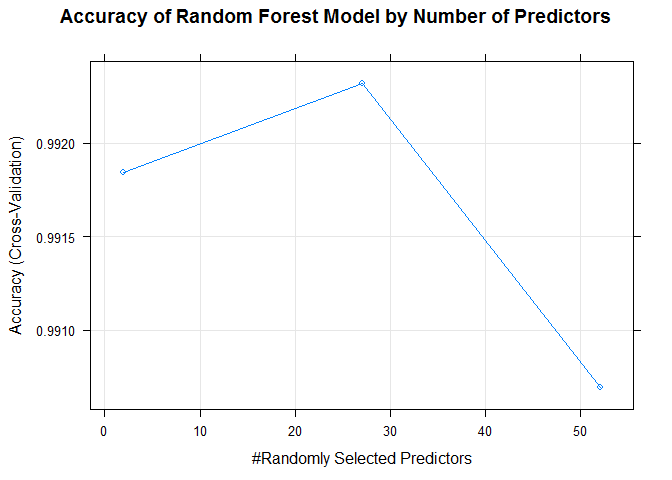 Accuracy of Random Forest Model by Number of Predictors
Accuracy (Cross-Validation)
0.9920
0.9915
0.9910
0 10 20 30 40 50
#Randomly Selected Predictors